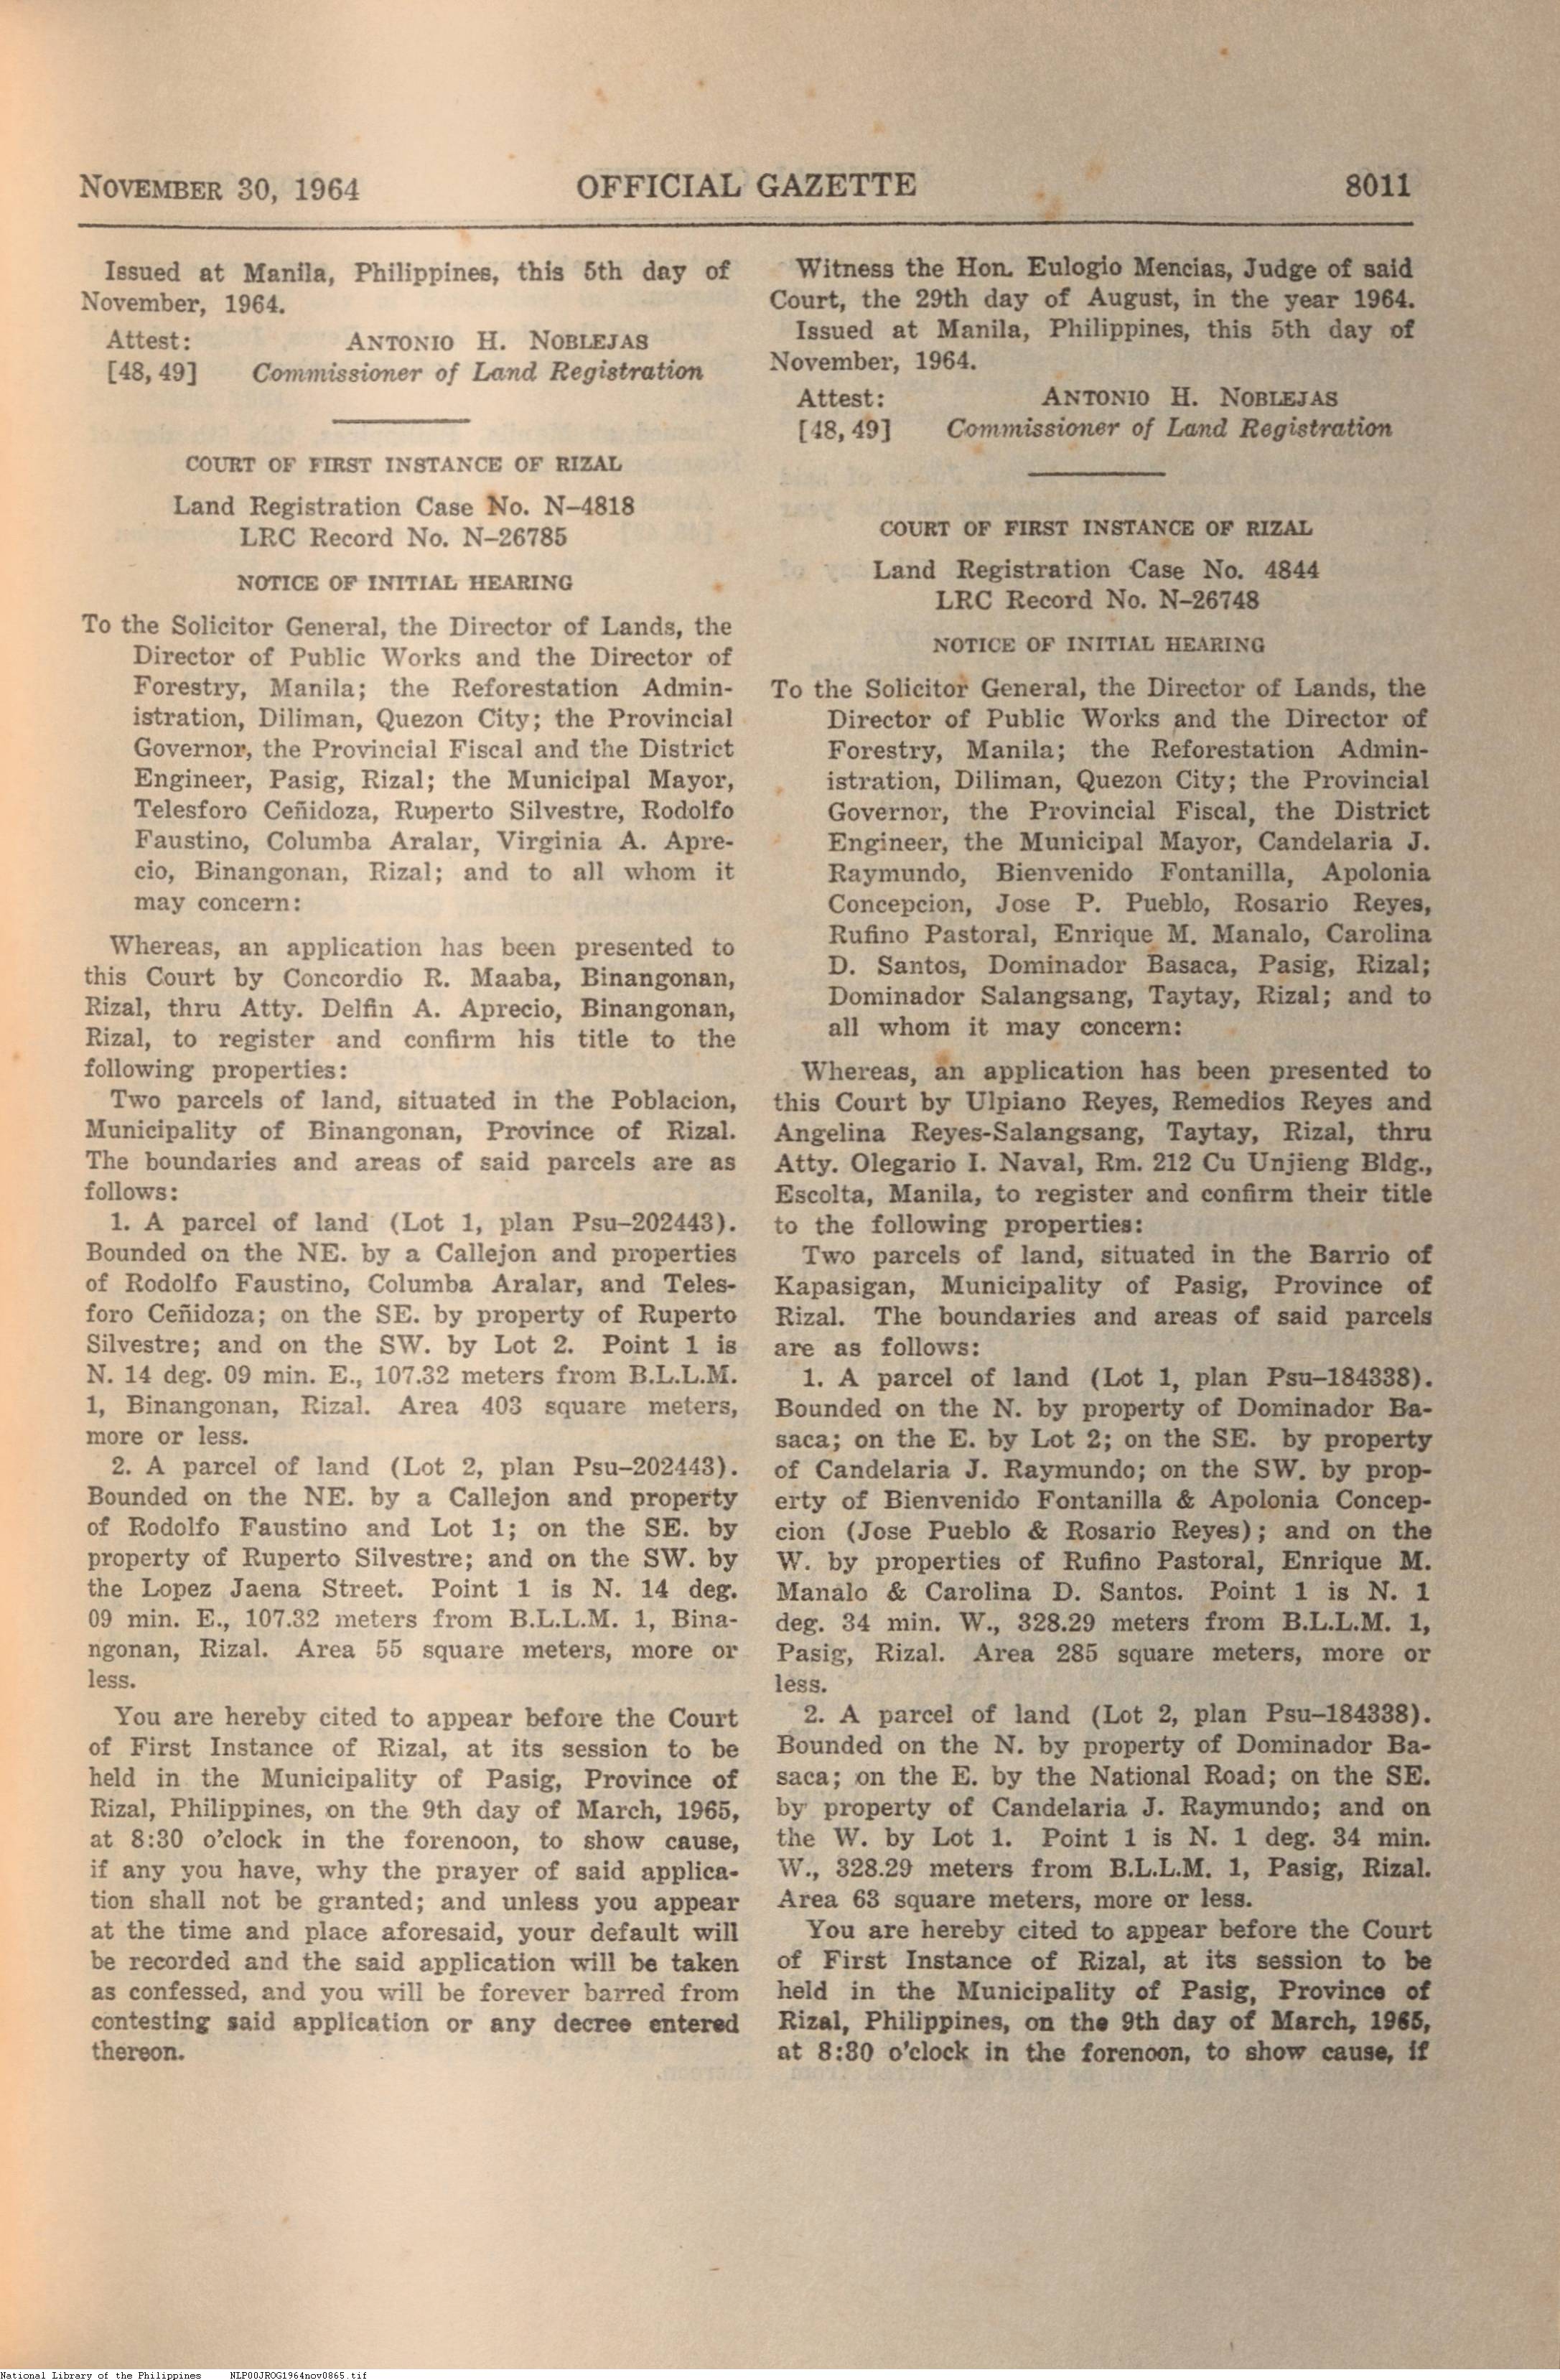 NOVEMBER 30, 1964 OFFICIAL GAZETTE 8011
Issued at Manila, Philippines, this 5th day of
November, 1964.
Attest: ANTONIO H. NOBLEJAS
[48, 49] Commissioner of Land Registration
COURT OF FIRST INSTANCE OF RIZAL
Land Registration Case No. N–4818
LRC Record No. N–26785
NOTICE OF INITIAL HEARING
To the Solicitor General, the Director of Lands, the
Director of Public Works and the Director of
Forestry, Manila; the Reforestation Admin-
istration, Diliman, Quezon City; the Provincial
Governor, the Provincial Fiscal and the District
Engineer, Pasig, Rizal; the Municipal Mayor,
Telesforo Ceñidoza, Ruperto Silvestre, Rodolfo
Faustino, Columba Aralar, Virginia A. Apre-
cio, Binangonan, Rizal; and to all whom it
may concern:
Whereas, an application has been presented to
this Court by Concordio R. Maaba, Binangonan,
Rizal, thru Atty. Delfin A. Aprecio, Binangonan,
Rizal, to register and confirm his title to the
following properties:
Two parcels of land, situated in the Poblacion,
Municipality of Binangonan, Province of Rizal.
The boundaries and areas of said parcels are as
follows:
1. A parcel of land (Lot 1, plan Psu–202443).
Bounded on the NE. by a Callejon and properties
of Rodolfo Faustino, Columba Aralar, and Teles-
foro Ceñidoza; on the SE. by property of Ruperto
Silvestre; and on the SW. by Lot 2. Point 1 is
N. 14 deg. 09 min. E., 107.32 meters from B.L.L.M.
1, Binangonan, Rizal. Area 403 square meters,
more or less.
2. A parcel of land (Lot 2, plan Psu–202443).
Bounded on the NE. by a Callejon and property
of Rodolfo Faustino and Lot 1; on the SE. by
property of Ruperto Silvestre; and on the SW. by
the Lopez Jaena Street. Point 1 is N. 14 deg.
09 min. E., 107.32 meters from B.L.L.M. 1, Bina-
ngonan, Rizal. Area 55 square meters, more or
less.
You are hereby cited to appear before the Court
of First Instance of Rizal, at its session to be
held in the Municipality of Pasig, Province of
Rizal, Philippines, on the 9th day of March, 1965,
at 8:30 o'clock in the forenoon, to show cause,
if any you have, why the prayer of said applica-
tion shall not be granted; and unless you appear
at the time and place aforesaid, your default will
be recorded and the said application will be taken
as confessed, and you will be forever barred from
contesting said application or any decree entered
thereon.
Witness the Hon. Eulogio Mencias, Judge of said
Court, the 29th day of August, in the year 1964.
Issued at Manila, Philippines, this 5th day of
November, 1964.
Attest: ANTONIO H. NOBLEJAS
[48, 49] Commissioner of Land Registration
COURT OF FIRST INSTANCE OF RIZAL
Land Registration Case No. 4844
LRC Record No. N–26748
NOTICE OF INITIAL HEARING
To the Solicitor General, the Director of Lands, the
Director of Public Works and the Director of
Forestry, Manila; the Reforestation Admin-
istration, Diliman, Quezon City; the Provincial
Governor, the Provincial Fiscal, the District
Engineer, the Municipal Mayor, Candelaria J.
Raymundo, Bienvenido Fontanilla, Apolonia
Concepcion, Jose P. Pueblo, Rosario Reyes,
Rufino Pastoral, Enrique M. Manalo, Carolina
D. Santos, Dominador Basaca, Pasig, Rizal;
Dominador Salangsang, Taytay, Rizal; and to
all whom it may concern:
Whereas, an application has been presented to
this Court by Ulpiano Reyes, Remedios Reyes and
Angelina Reyes-Salangsang, Taytay, Rizal, thru
Atty. Olegario I. Naval, Rm. 212 Cu Unjieng Bldg.,
Escolta, Manila, to register and confirm their title
to the following properties:
Two parcels of land, situated in the Barrio of
Kapasigan, Municipality of Pasig, Province of
Rizal. The boundaries and areas of said parcels
are as follows:
1. A parcel of land (Lot 1, plan Psu–184338).
Bounded on the N. by property of Dominador Ba-
saca; on the E. by Lot 2; on the SE. by property
of Candelaria J. Raymundo; on the SW. by prop-
erty of Bienvenido Fontanilla & Apolonia Concep-
cion (Jose Pueblo & Rosario Reyes); and on the
W. by properties of Rufino Pastoral, Enrique M.
Manalo & Carolina D. Santos. Point 1 is N. 1
deg. 34 min. W., 328.29 meters from B.L.L.M. 1,
Pasig, Rizal. Area 285 square meters, more or
less.
2. A parcel of land (Lot 2, plan Psu–184338).
Bounded on the N. by property of Dominador Ba-
saca; on the E. by the National Road; on the SE.
by property of Candelaria J. Raymundo; and on
the W. by Lot 1. Point 1 is N. 1 deg. 34 min.
W., 328.29 meters from B.L.L.M. 1, Pasig, Rizal.
Area 63 square meters, more or less.
You are hereby cited to appear before the Court
of First Instance of Rizal, at its session to be
held in the Municipality of Pasig, Province of
Rizal, Philippines, on the 9th day of March, 1965,
at 8:30 o'clock in the forenoon, to show cause, if
National Library of the Philippines NLP00JROG1964nov0865.tif